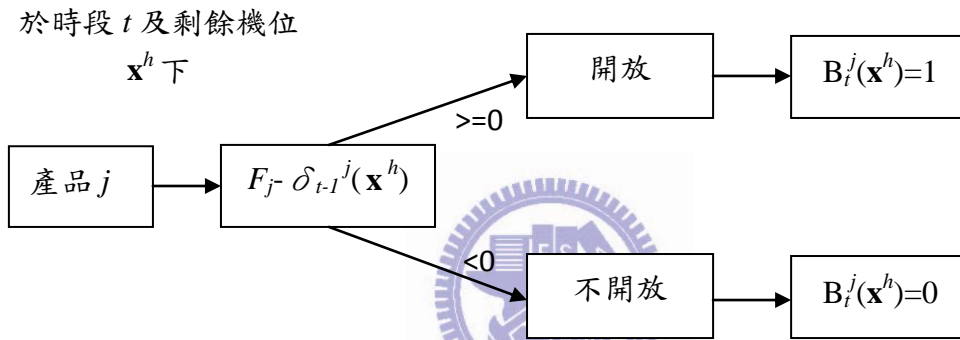 於時段 t 及剩餘機位
x^h 下
開放
B_t^j(x^h)=1
>=0
產品 j
F_j- δ_{t-1}^j(x^h)
<0
不開放
B_t^j(x^h)=0